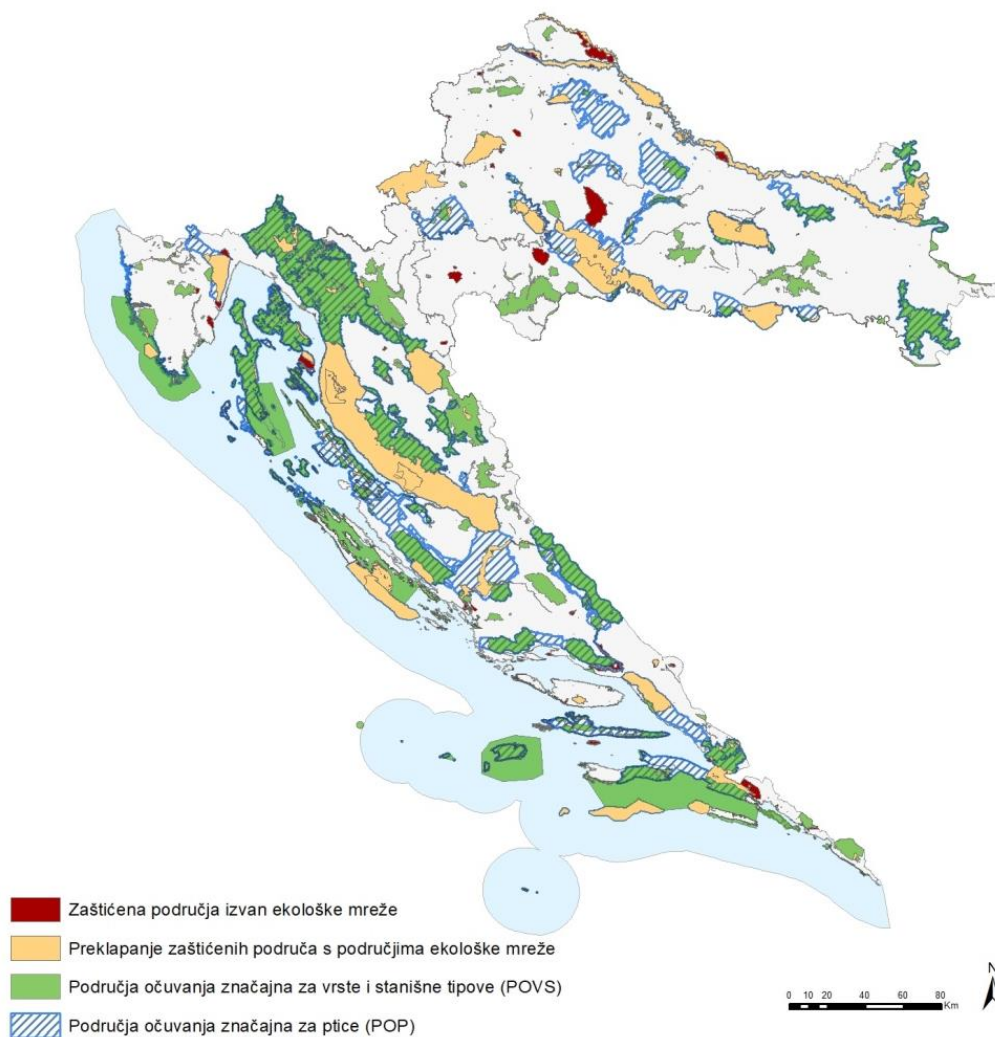 Zaštićena područja izvan ekološke mreže
Preklapanje zaštićenih područa s područjima ekološke mreže
Područja očuvanja značajna za vrste i stanišne tipove (POVS)
Područja očuvanja značajna za ptice (POP)
N
0 10 20 40 60 80
Km